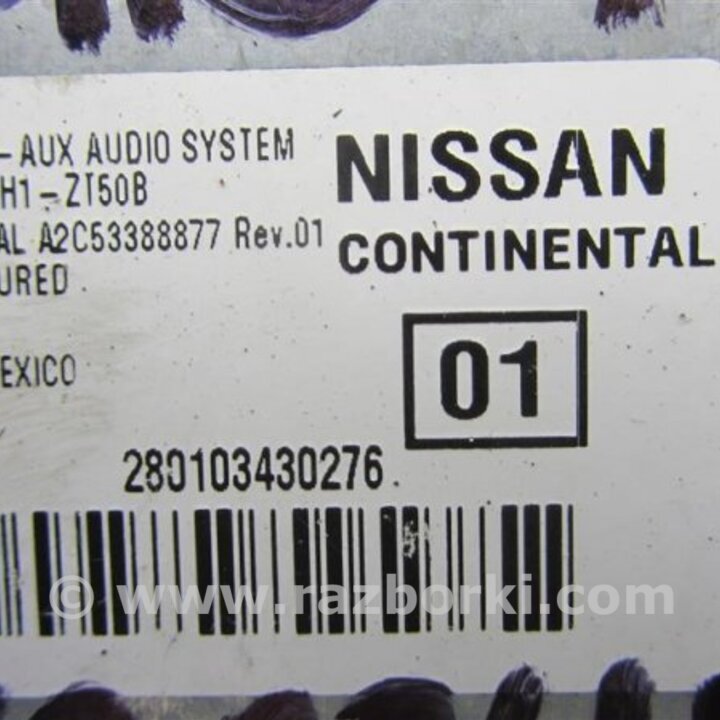 -AUX AUDIO SYSTEM
H1-ZT50B
AL A2C53388877 Rev.01
URED
EXICO
NISSAN
CONTINENTAL
01
280103430276
© www.razborki.com